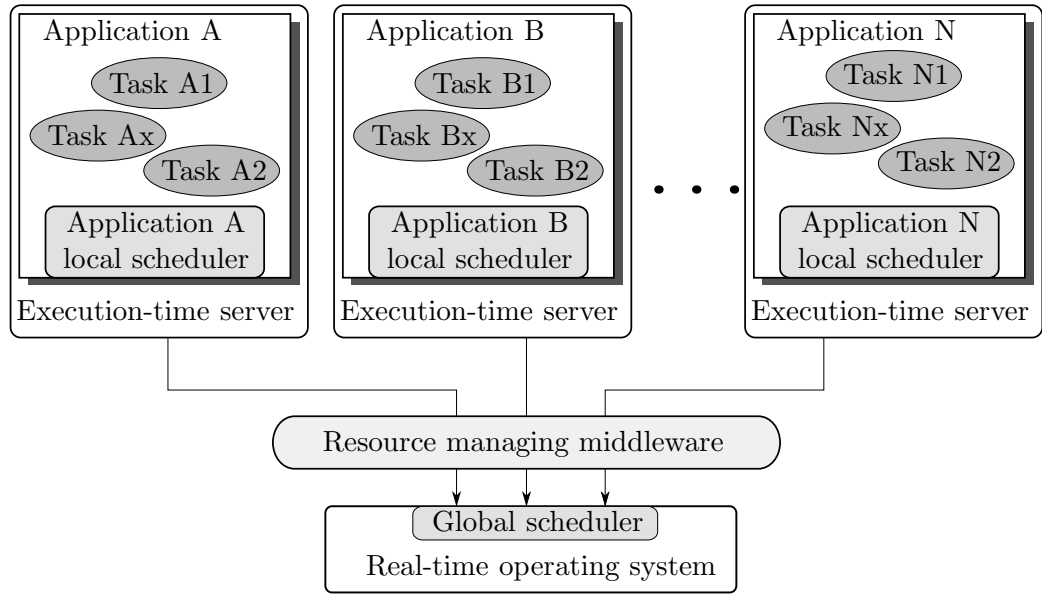 Application A
Task A1
Task Ax
Task A2
Application A
local scheduler
Execution-time server
Application B
Task B1
Task Bx
Task B2
Application B
local scheduler
Execution-time server
. . .
Application N
Task N1
Task Nx
Task N2
Application N
local scheduler
Execution-time server
Resource managing middleware
Global scheduler
Real-time operating system